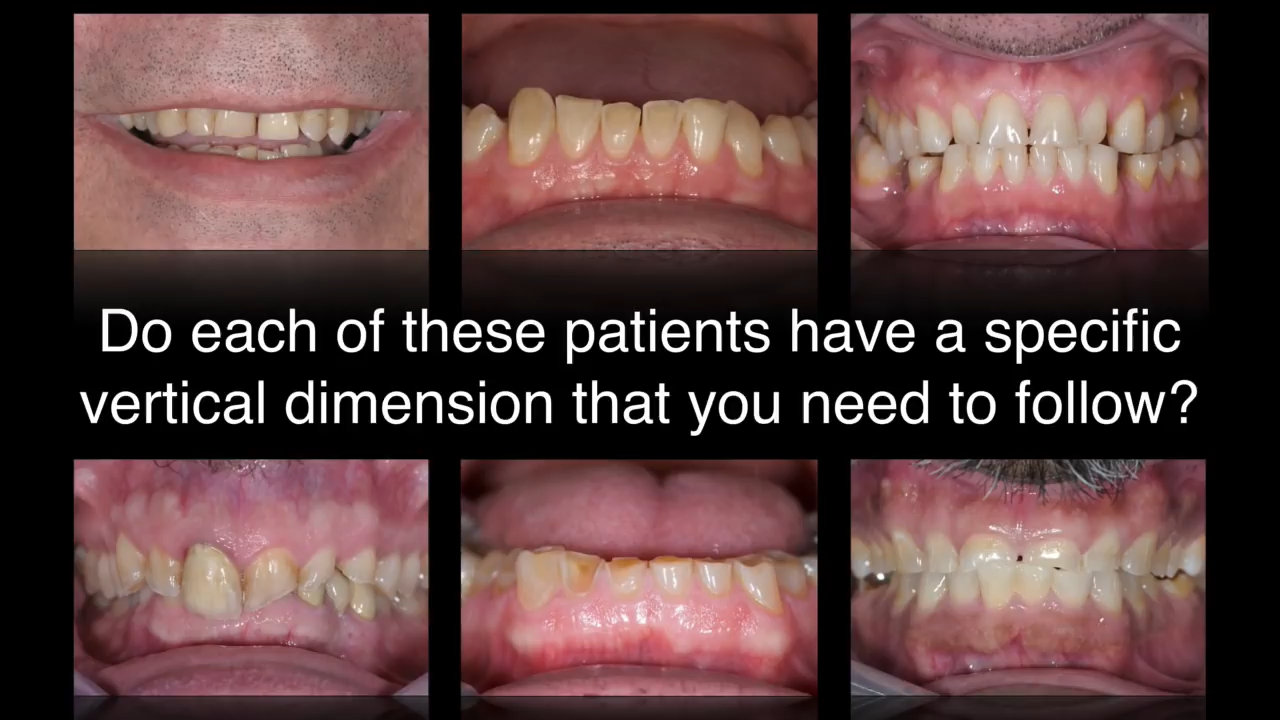 Do each of these patients have a specific
vertical dimension that you need to follow?